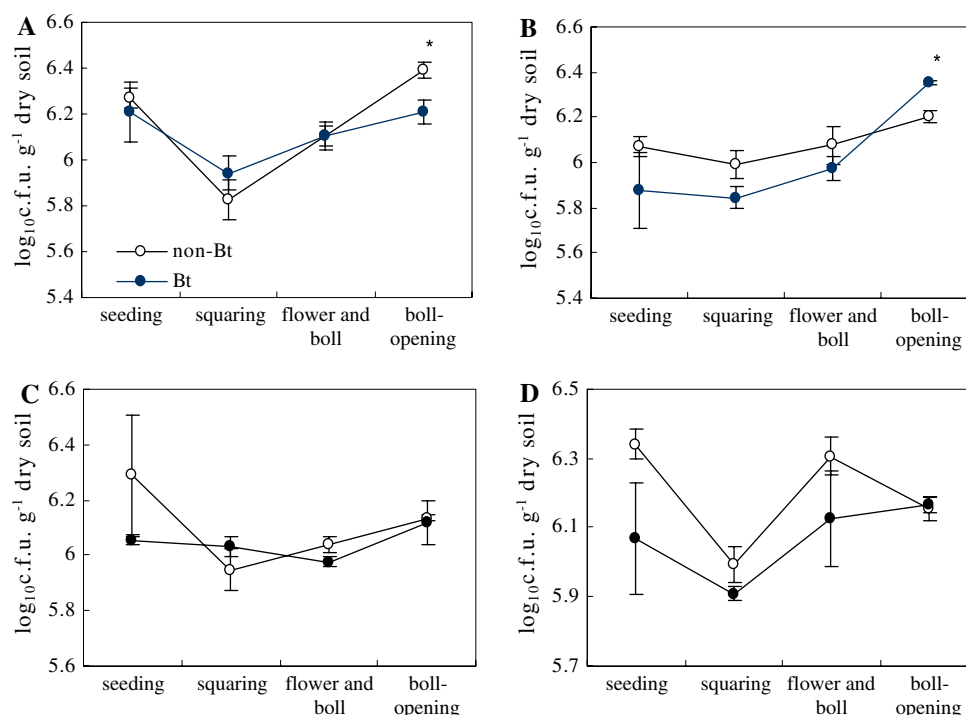 A
log₁₀c.f.u. g⁻¹ dry soil
6.6
6.4
6.2
6
5.8
5.6
5.4
*
non-Bt
Bt
seeding
squaring
flower and
boll
boll-
opening
B
log₁₀c.f.u. g⁻¹ dry soil
6.6
6.4
6.2
6
5.8
5.6
5.4
*
seeding
squaring
flower and
boll
boll-
opening
C
log₁₀c.f.u. g⁻¹ dry soil
6.6
6.4
6.2
6
5.8
5.6
seeding
squaring
flower and
boll
boll-
opening
D
log₁₀c.f.u. g⁻¹ dry soil
6.5
6.3
6.1
5.9
5.7
seeding
squaring
flower and
boll
boll-
opening